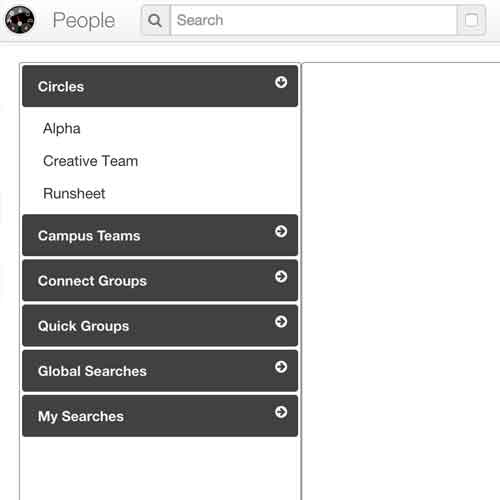 People
Search
Circles
Alpha
Creative Team
Runsheet
Campus Teams
Connect Groups
Quick Groups
Global Searches
My Searches